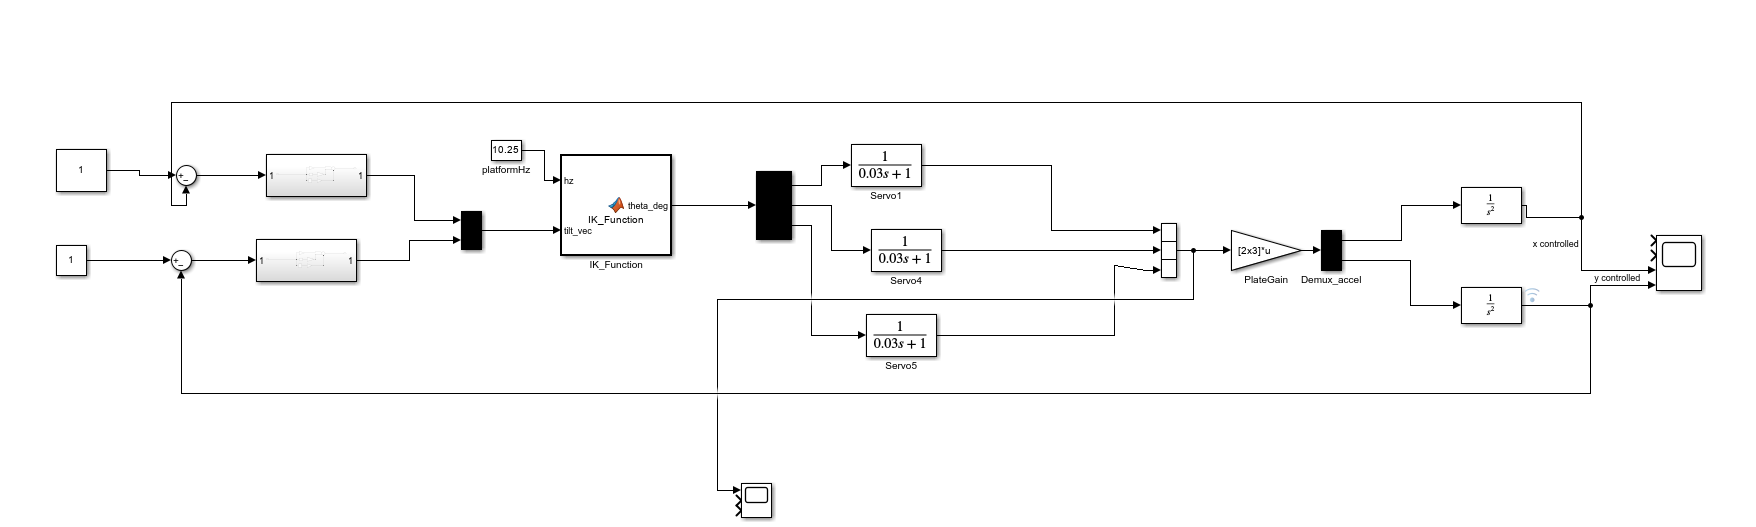 1
+
−
1
1
10.25
platformHz
hz
theta_deg
IK_Function
tilt_vec
IK_Function
1
0.03s + 1
Servo1
1
s²
x controlled
1
+
−
1
1
1
0.03s + 1
Servo4
[2x3]*u
PlateGain
Demux_accel
y controlled
1
s²
1
0.03s + 1
Servo5